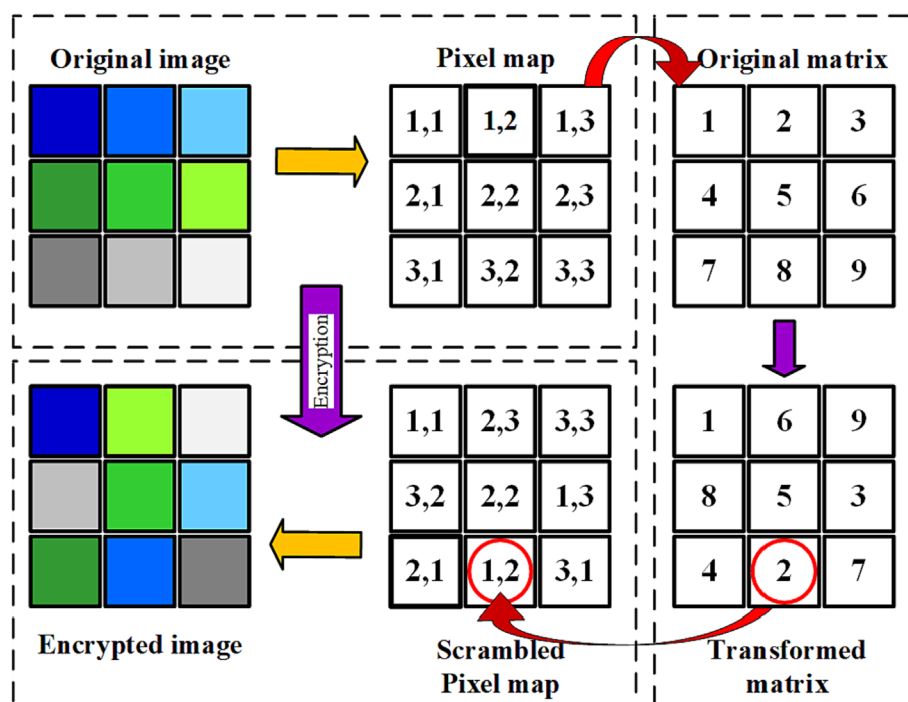 Original image
Pixel map
Original matrix
1,1 1,2 1,3
2,1 2,2 2,3
3,1 3,2 3,3
1 2 3
4 5 6
7 8 9
Encryption
1,1 2,3 3,3
3,2 2,2 1,3
2,1 1,2 3,1
1 6 9
8 5 3
4 2 7
Encrypted image
Scrambled
Pixel map
Transformed
matrix